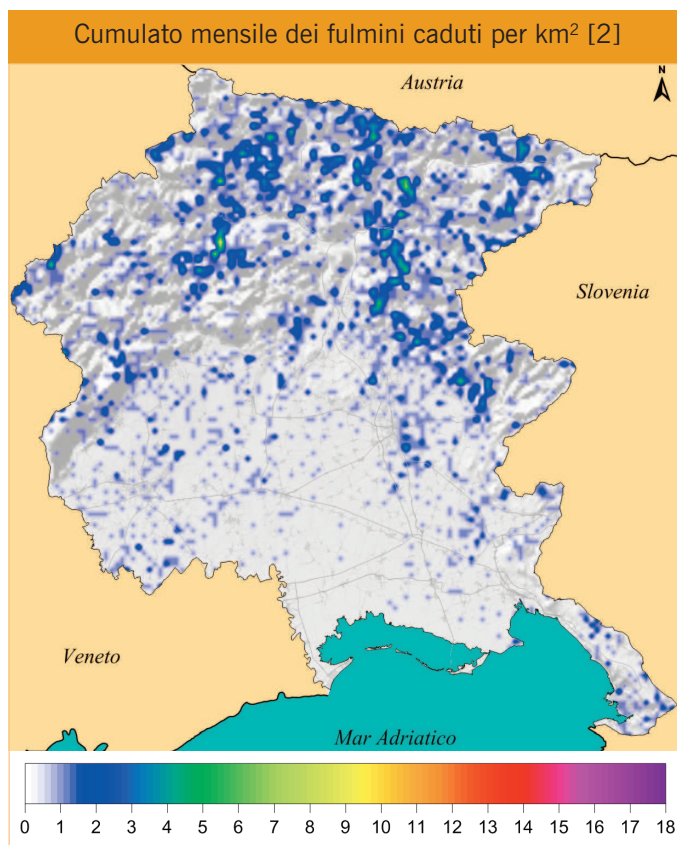 Cumulato mensile dei fulmini caduti per km² [2]
Austria
N
Slovenia
Veneto
Mar Adriatico
0 1 2 3 4 5 6 7 8 9 10 11 12 13 14 15 16 17 18